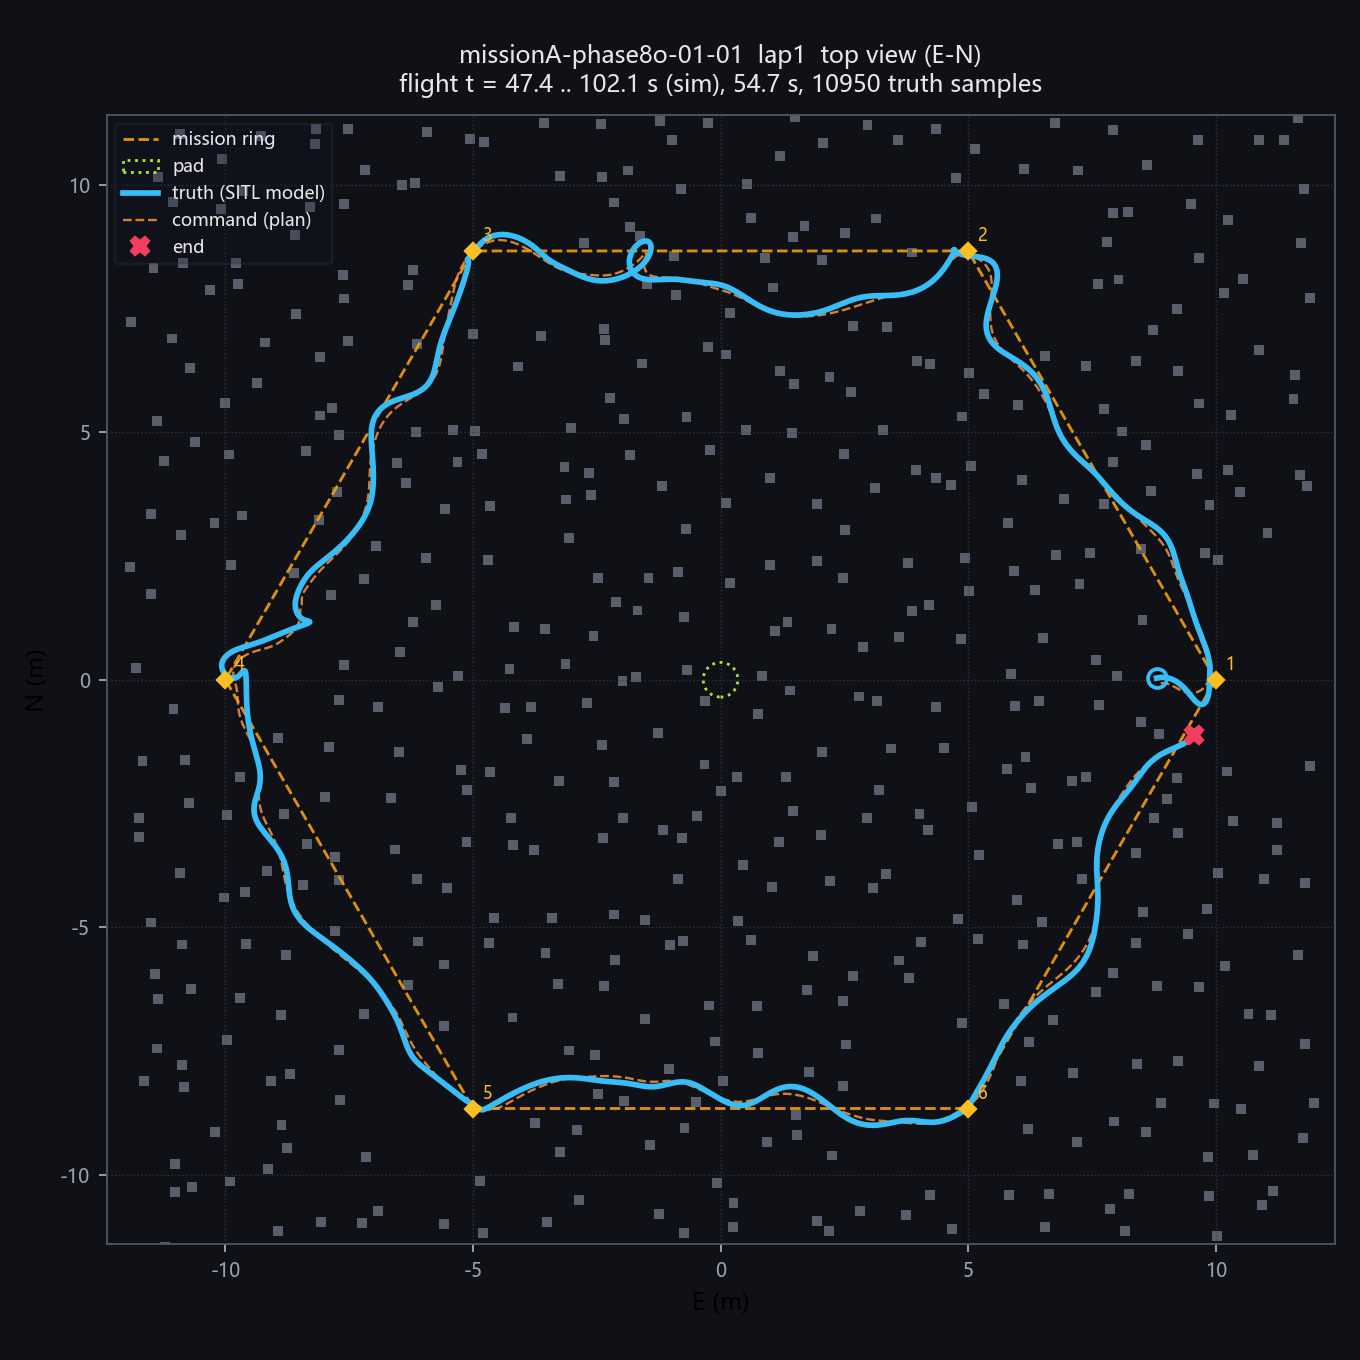 missionA-phase8o-01-01 lap1 top view (E-N)
flight t = 47.4 .. 102.1 s (sim), 54.7 s, 10950 truth samples
mission ring
pad
truth (SITL model)
command (plan)
end
10
5
0
-5
-10
N (m)
3
2
4
1
5
6
-10
-5
0
5
10
E (m)